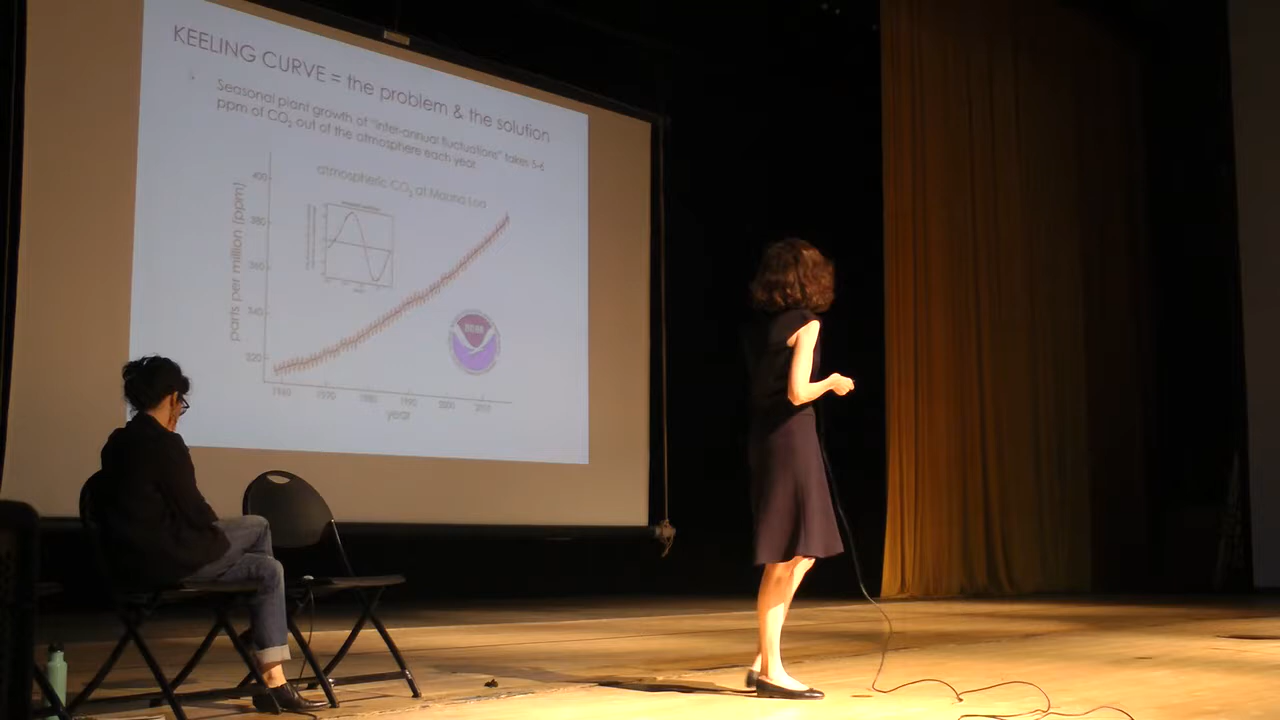 KEELING CURVE = the problem & the solution
Seasonal plant growth of "inter-annual fluctuations" takes 5-6
ppm of CO₂ out of the atmosphere each year
atmospheric CO₂ at Mauna Loa
parts per million (ppm)
400
380
360
340
320
1960
1970
1980
1990
2000
2010
year
NOAA